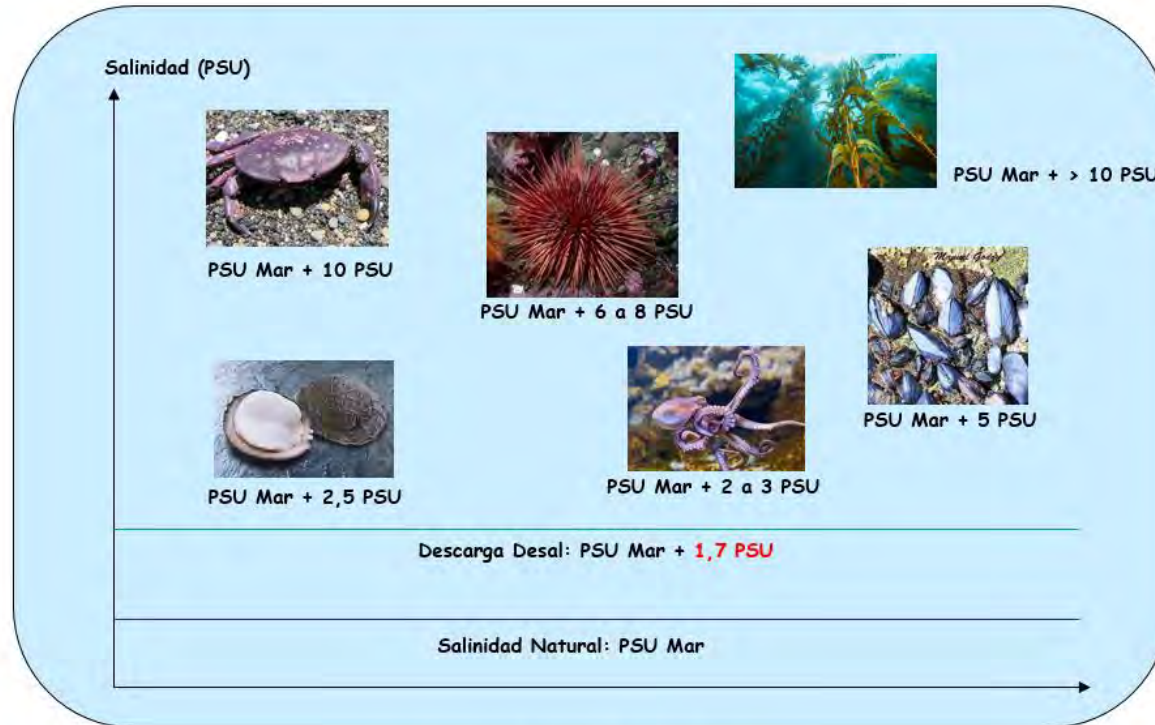 Salinidad (PSU)
PSU Mar + > 10 PSU
PSU Mar + 10 PSU
PSU Mar + 6 a 8 PSU
Miguel Godoy
PSU Mar + 5 PSU
PSU Mar + 2,5 PSU
PSU Mar + 2 a 3 PSU
Descarga Desal: PSU Mar + 1,7 PSU
Salinidad Natural: PSU Mar